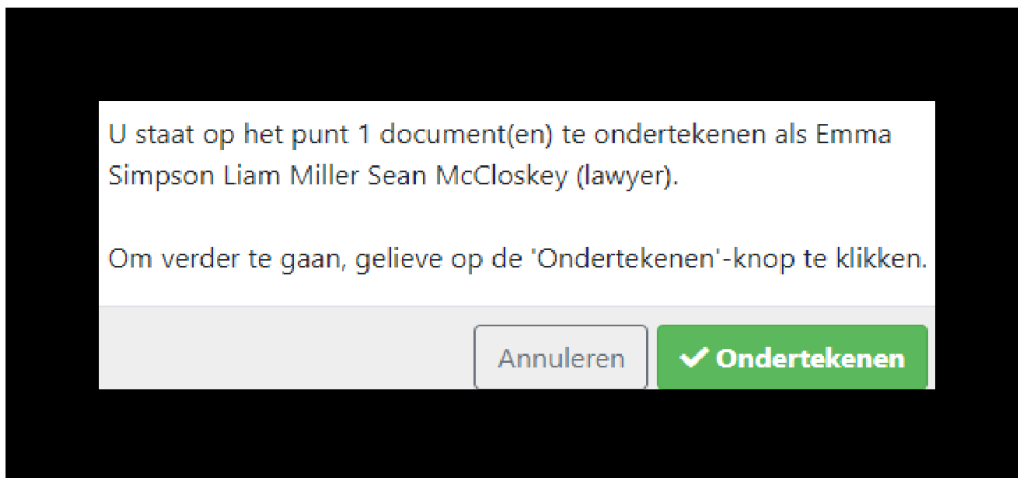 U staat op het punt 1 document(en) te ondertekenen als Emma
Simpson Liam Miller Sean McCloskey (lawyer).
Om verder te gaan, gelieve op de 'Ondertekenen'-knop te klikken.
Annuleren ✔ Ondertekenen